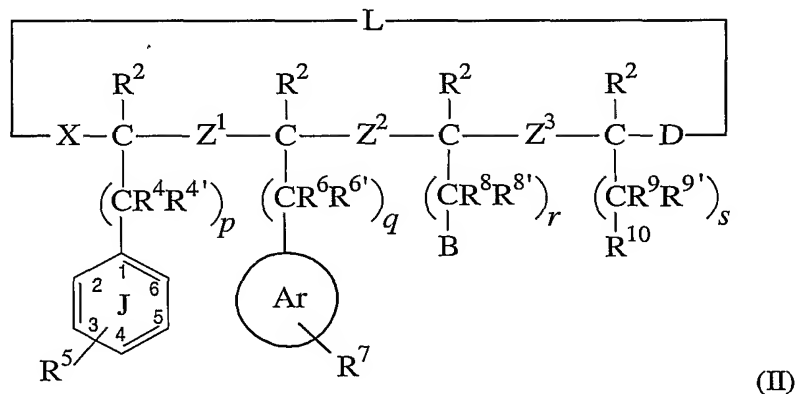 L
R² R² R² R²
X C Z¹ C Z² C Z³ C D
(CR⁴R⁴')p (CR⁶R⁶')q (CR⁸R⁸')r (CR⁹R⁹')s
B R¹⁰
1
2 6
J Ar
3 5
4
R⁵ R⁷
(II)